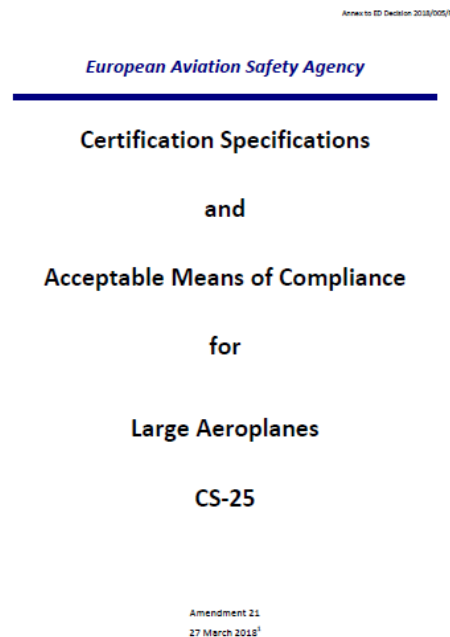 Annex to ED Decision 2018/005/
European Aviation Safety Agency
Certification Specifications
and
Acceptable Means of Compliance
for
Large Aeroplanes
CS-25
Amendment 21
27 March 2018¹